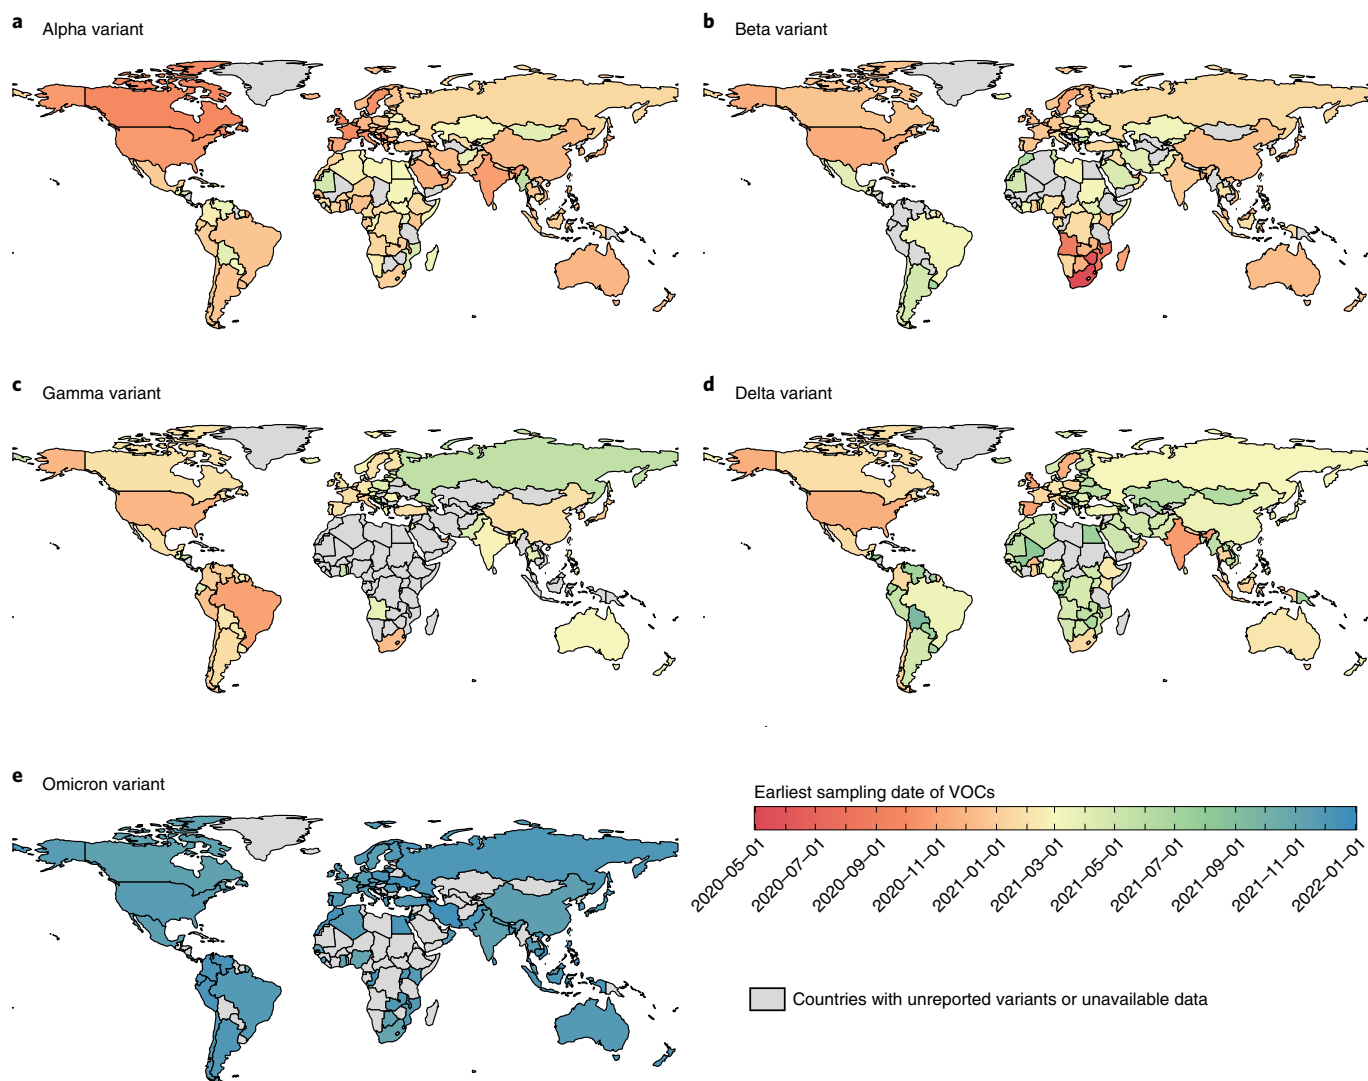 a Alpha variant
b Beta variant
c Gamma variant
d Delta variant
e Omicron variant
Earliest sampling date of VOCs
2020–05–01
2020–07–01
2020–09–01
2020–11–01
2021–01–01
2021–03–01
2021–05–01
2021–07–01
2021–09–01
2021–11–01
2022–01–01
Countries with unreported variants or unavailable data